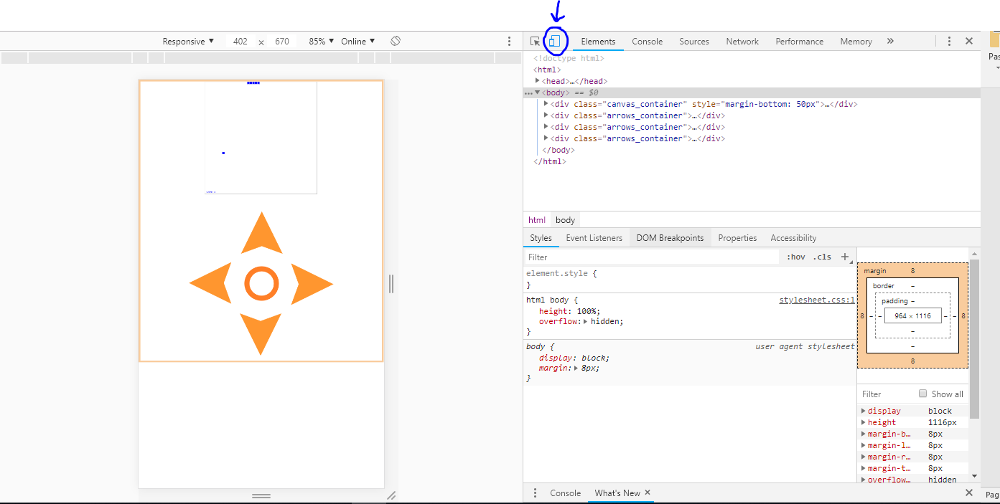 Responsive ▼ 402 × 670 85% ▼ Online ▼
Elements Console Sources Network Performance Memory »
Pas
<!doctype html>
<html>
<head>…</head>
<body> == $0
<div class="canvas_container" style="margin-bottom: 50px">…</div>
<div class="arrows_container">…</div>
<div class="arrows_container">…</div>
<div class="arrows_container">…</div>
</body>
</html>
html body
Styles Event Listeners DOM Breakpoints Properties Accessibility
Filter :hov .cls +
element.style {
}
html body { stylesheet.css:1
height: 100%;
overflow: hidden;
}
body { user agent stylesheet
display: block;
margin: 8px;
}
margin 8
border –
padding –
8 – – 964 × 1116 – – 8
–
–
8
Filter Show all
display block
height 1116px
margin-b… 8px
margin-l… 8px
margin-r… 8px
margin-t… 8px
overflow… hidden
Console What's New ×
Pag